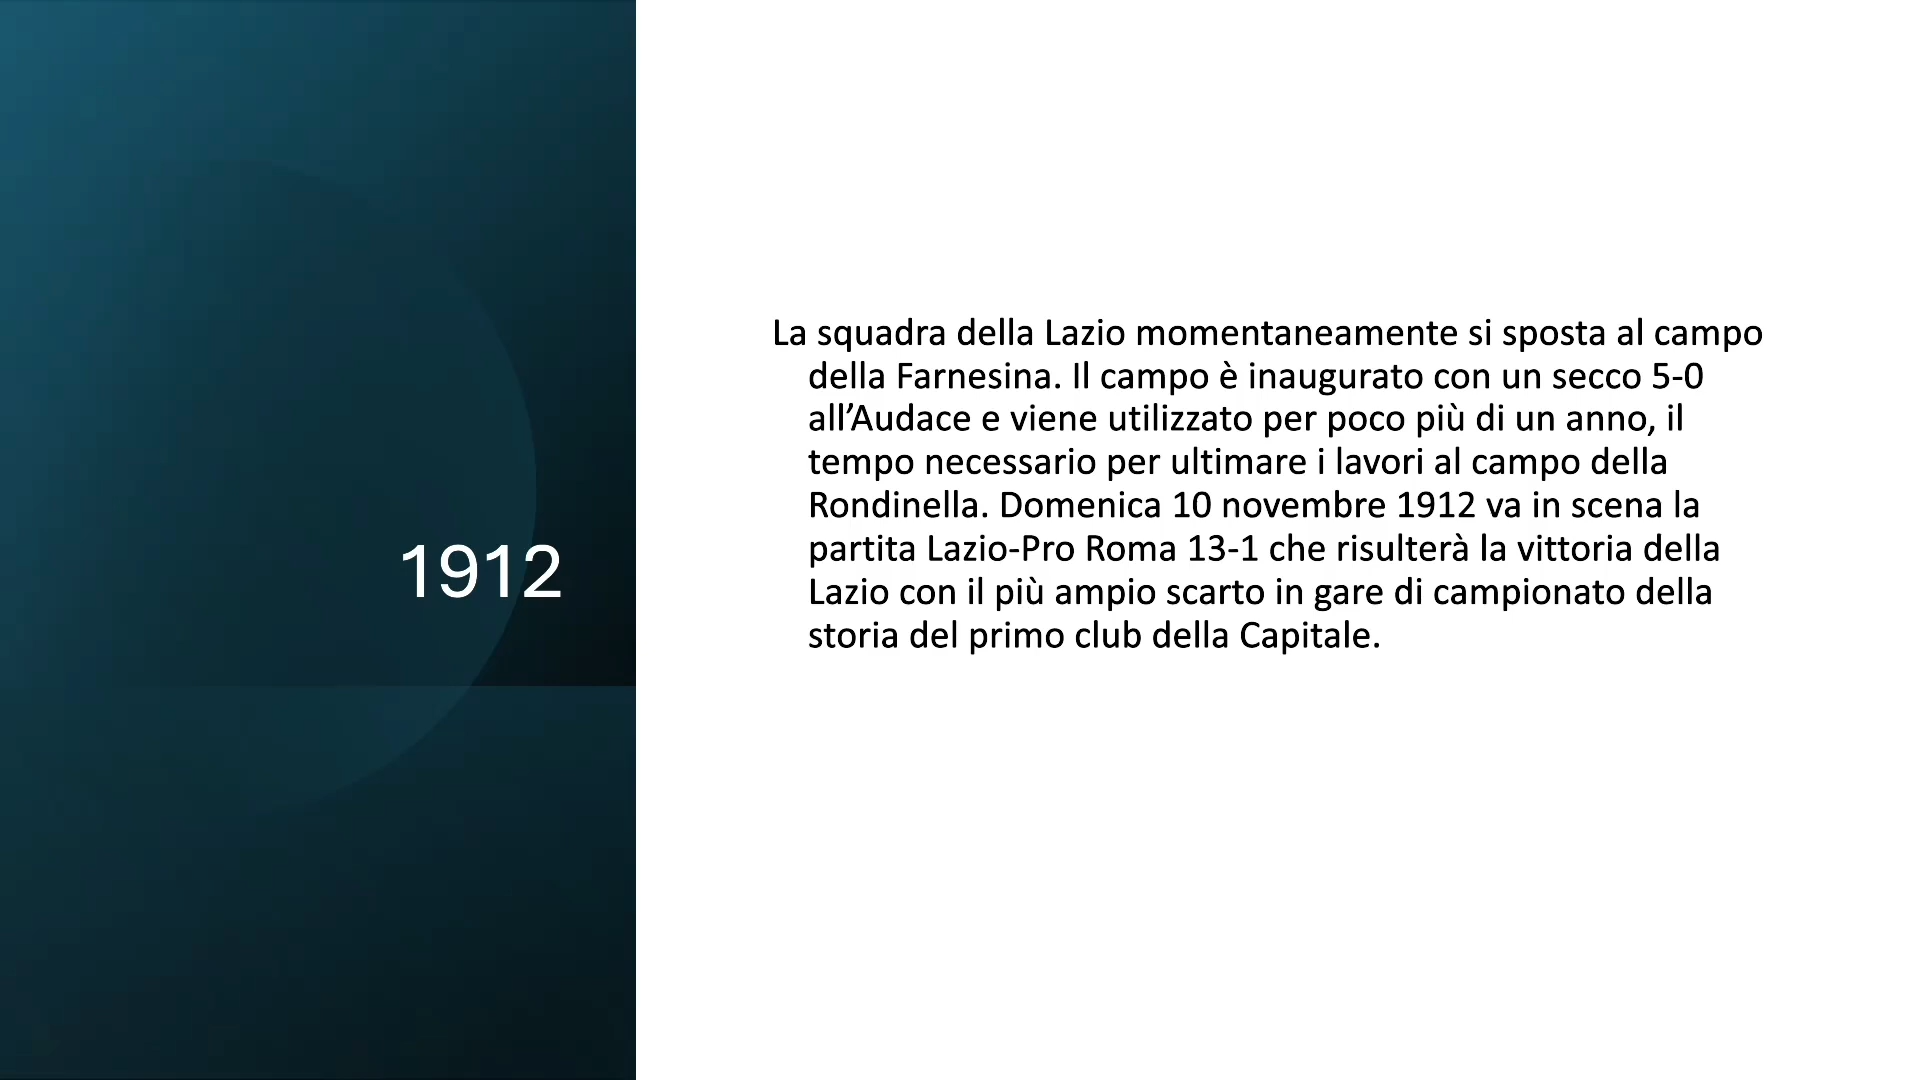 1912
La squadra della Lazio momentaneamente si sposta al campo
della Farnesina. Il campo è inaugurato con un secco 5-0
all’Audace e viene utilizzato per poco più di un anno, il
tempo necessario per ultimare i lavori al campo della
Rondinella. Domenica 10 novembre 1912 va in scena la
partita Lazio-Pro Roma 13-1 che risulterà la vittoria della
Lazio con il più ampio scarto in gare di campionato della
storia del primo club della Capitale.